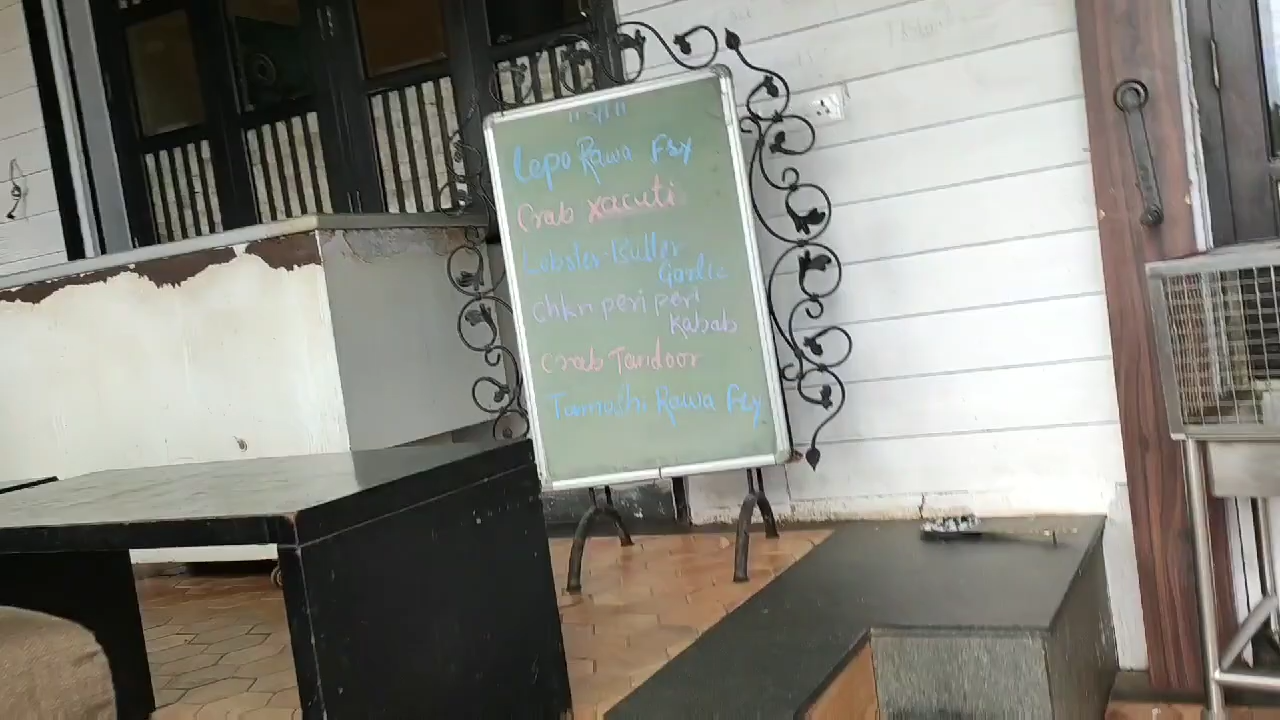 Lepo Rawa Fry
Crab xacuti
Lobster Butter
Garlic
Chkn peri peri
Kabab
Crab Tandoor
Tamoshi Rawa Fry